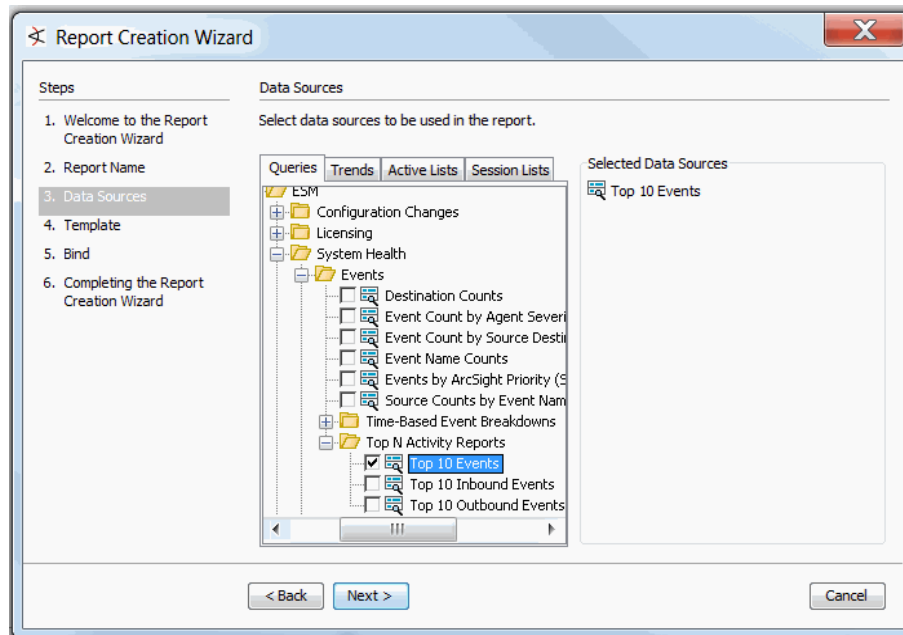 Report Creation Wizard
Steps
1. Welcome to the Report
Creation Wizard
2. Report Name
3. Data Sources
4. Template
5. Bind
6. Completing the Report
Creation Wizard
Data Sources
Select data sources to be used in the report.
Queries Trends Active Lists Session Lists
ESM
Configuration Changes
Licensing
System Health
Events
Destination Counts
Event Count by Agent Severi
Event Count by Source Desti
Event Name Counts
Events by ArcSight Priority (S
Source Counts by Event Nam
Time-Based Event Breakdowns
Top N Activity Reports
Top 10 Events
Top 10 Inbound Events
Top 10 Outbound Events
Selected Data Sources
Top 10 Events
< Back Next > Cancel